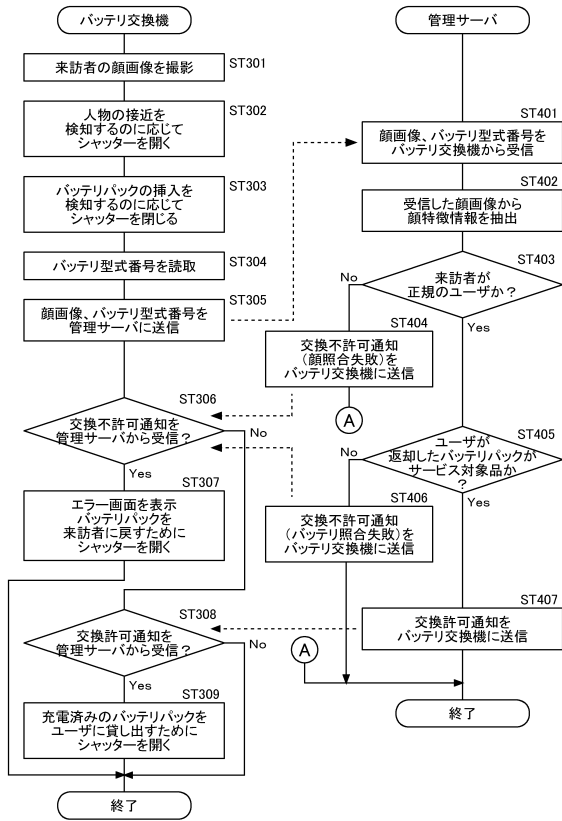 バッテリ交換機
来訪者の顔画像を撮影
ST301
ST302
人物の接近を
検知するのに応じて
シャッターを開く
ST303
バッテリパックの挿入を
検知するのに応じて
シャッターを閉じる
バッテリ型式番号を読取
ST304
ST305
顔画像、バッテリ型式番号を
管理サーバに送信
ST306
交換不許可通知を
管理サーバから受信？
No
Yes
ST307
エラー画面を表示
バッテリパックを
来訪者に戻すために
シャッターを開く
ST308
交換許可通知を
管理サーバから受信？
No
Yes
ST309
充電済みのバッテリパックを
ユーザに貸し出すために
シャッターを開く
終了
管理サーバ
ST401
顔画像、バッテリ型式番号を
バッテリ交換機から受信
ST402
受信した顔画像から
顔特徴情報を抽出
ST403
来訪者が
正規のユーザか？
No
Yes
ST404
交換不許可通知
（顔照合失敗）を
バッテリ交換機に送信
A
ST405
ユーザが
返却したバッテリパックが
サービス対象品か
？
No
Yes
ST406
交換不許可通知
（バッテリ照合失敗）を
バッテリ交換機に送信
ST407
交換許可通知を
バッテリ交換機に送信
A
終了